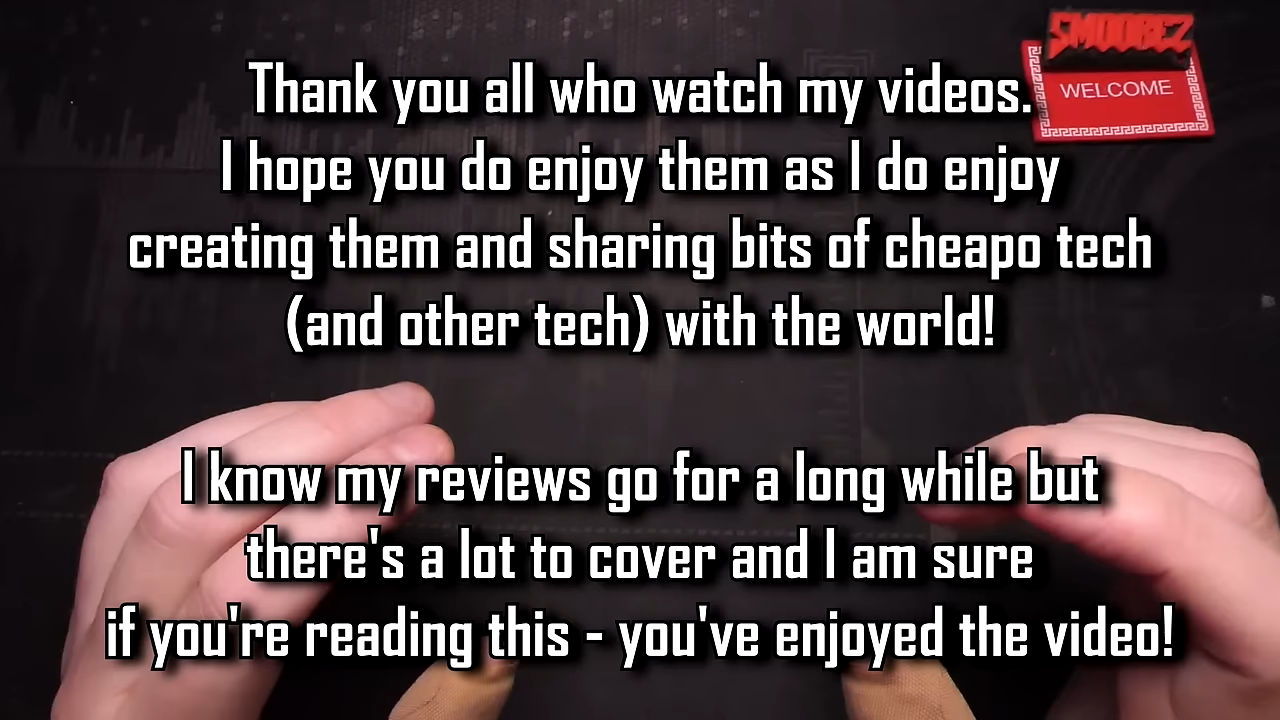 SMOOBEZ
WELCOME
Thank you all who watch my videos.
I hope you do enjoy them as I do enjoy
creating them and sharing bits of cheapo tech
(and other tech) with the world!
I know my reviews go for a long while but
there's a lot to cover and I am sure
if you're reading this - you've enjoyed the video!